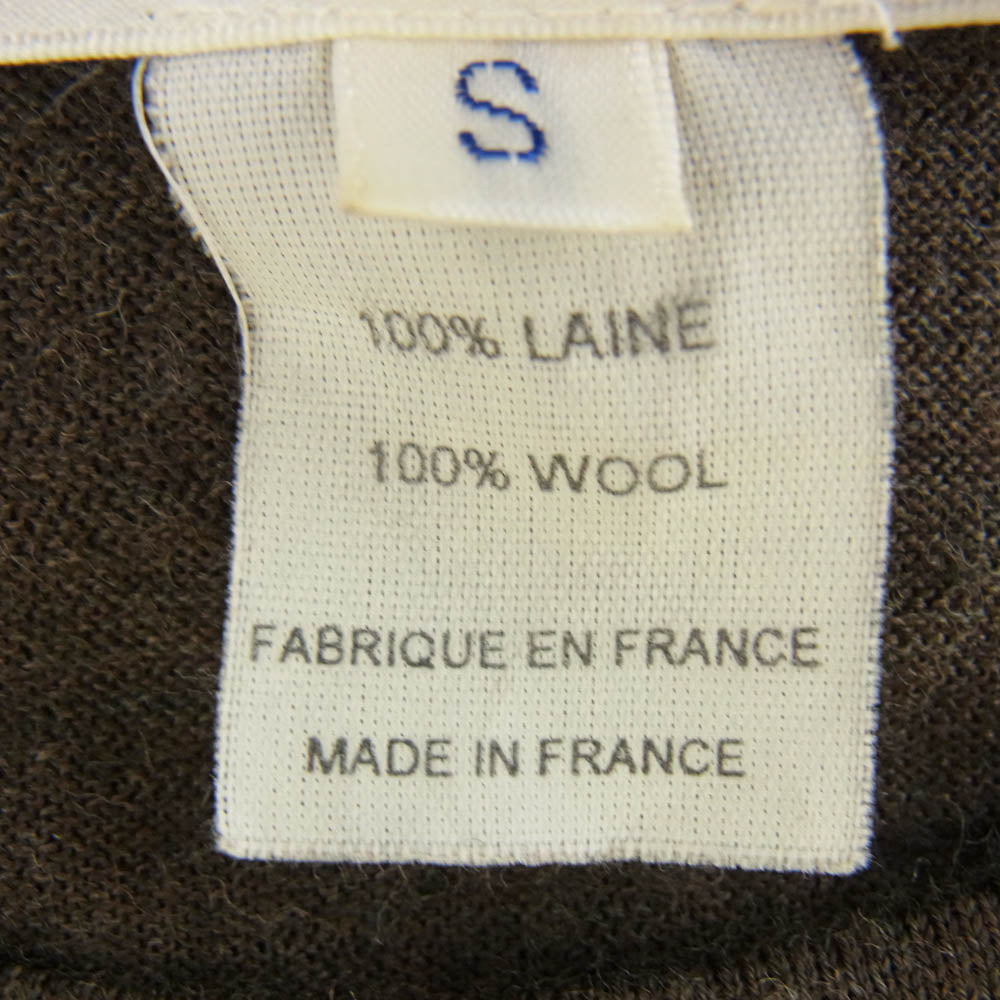 S
100% LAINE
100% WOOL
FABRIQUE EN FRANCE
MADE IN FRANCE